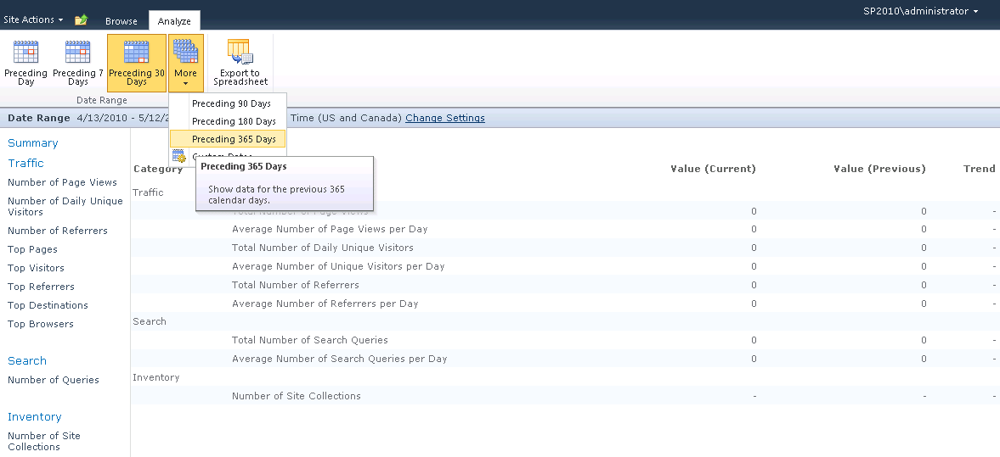 Site Actions
Browse
Analyze
SP2010\administrator
Preceding Day
Preceding 7 Days
Preceding 30 Days
More
Export to Spreadsheet
Date Range
Preceding 90 Days
Preceding 180 Days
Preceding 365 Days
Custom Dates
Preceding 365 Days
Show data for the previous 365
calendar days.
Date Range 4/13/2010 - 5/12/2 Time (US and Canada) Change Settings
Summary
Traffic
Number of Page Views
Number of Daily Unique
Visitors
Number of Referrers
Top Pages
Top Visitors
Top Referrers
Top Destinations
Top Browsers
Search
Number of Queries
Inventory
Number of Site
Collections
Category Value (Current) Value (Previous) Trend
Traffic
Total Number of Page Views 0 0 -
Average Number of Page Views per Day 0 0 -
Total Number of Daily Unique Visitors 0 0 -
Average Number of Unique Visitors per Day 0 0 -
Total Number of Referrers 0 0 -
Average Number of Referrers per Day 0 0 -
Search
Total Number of Search Queries 0 0 -
Average Number of Search Queries per Day 0 0 -
Inventory
Number of Site Collections - - -